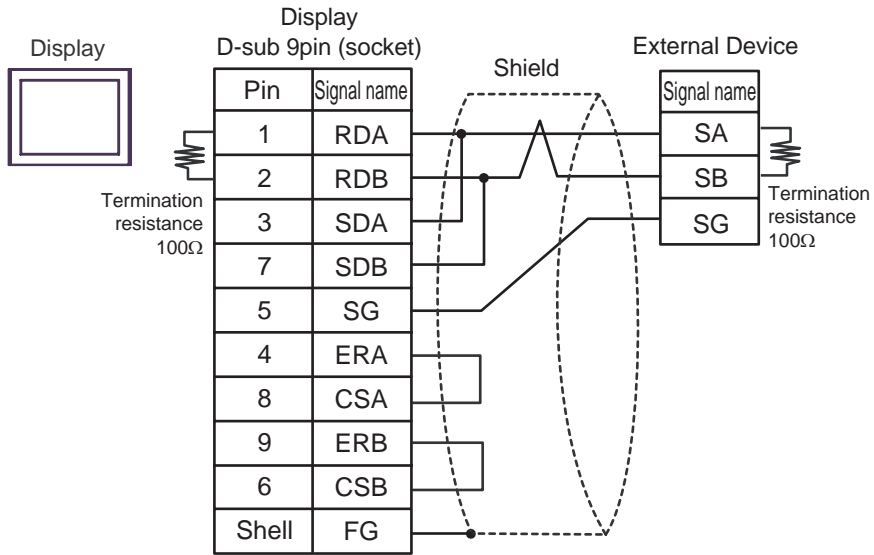 Display
Display
D-sub 9pin (socket)
Shield
External Device
Pin Signal name
1 RDA
2 RDB
3 SDA
7 SDB
5 SG
4 ERA
8 CSA
9 ERB
6 CSB
Shell FG
Termination
resistance
100Ω
Signal name
SA
SB
SG
Termination
resistance
100Ω